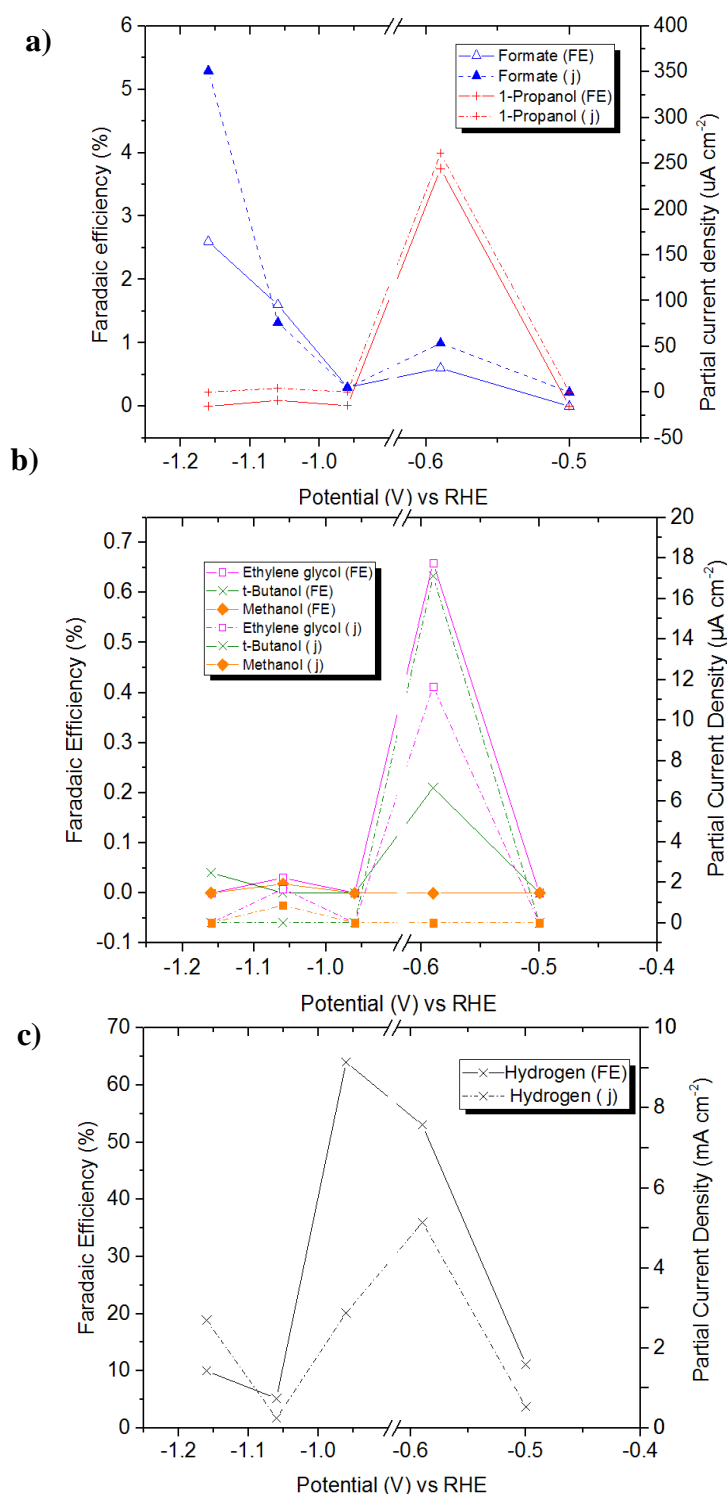 a)
6
5
4
3
2
1
0
Faradaic efficiency (%)
Formate (FE)
Formate ( j)
1-Propanol (FE)
1-Propanol ( j)
400
350
300
250
200
150
100
50
0
-50
Partial current density (uA cm⁻²)
-1.2 -1.1 -1.0 -0.6 -0.5
Potential (V) vs RHE
b)
0.7
0.6
0.5
0.4
0.3
0.2
0.1
0.0
-0.1
Faradaic Efficiency (%)
Ethylene glycol (FE)
t-Butanol (FE)
Methanol (FE)
Ethylene glycol ( j)
t-Butanol ( j)
Methanol ( j)
20
18
16
14
12
10
8
6
4
2
0
Partial Current Density (µA cm⁻²)
-1.2 -1.1 -1.0 -0.6 -0.5 -0.4
Potential (V) vs RHE
c)
70
60
50
40
30
20
10
0
Faradaic Efficiency (%)
Hydrogen (FE)
Hydrogen ( j)
10
8
6
4
2
0
Partial Current Density (mA cm⁻²)
-1.2 -1.1 -1.0 -0.6 -0.5
Potential (V) vs RHE